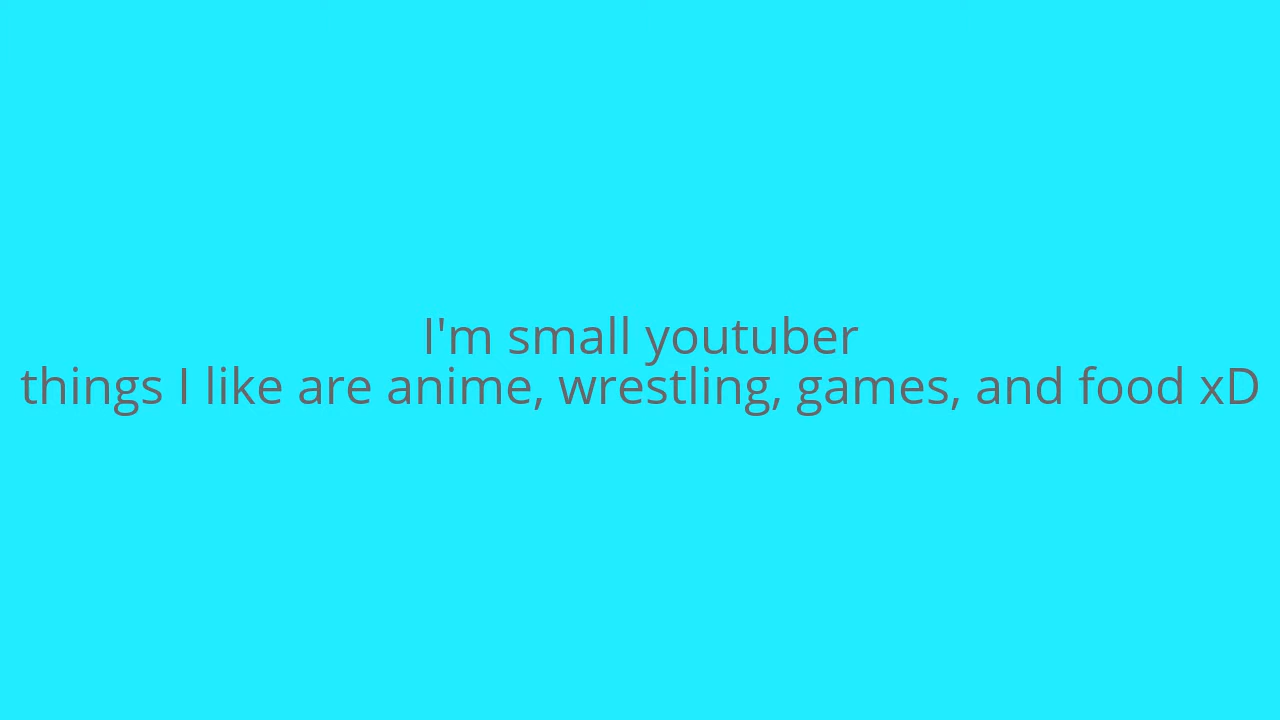 I'm small youtuber
things I like are anime, wrestling, games, and food xD